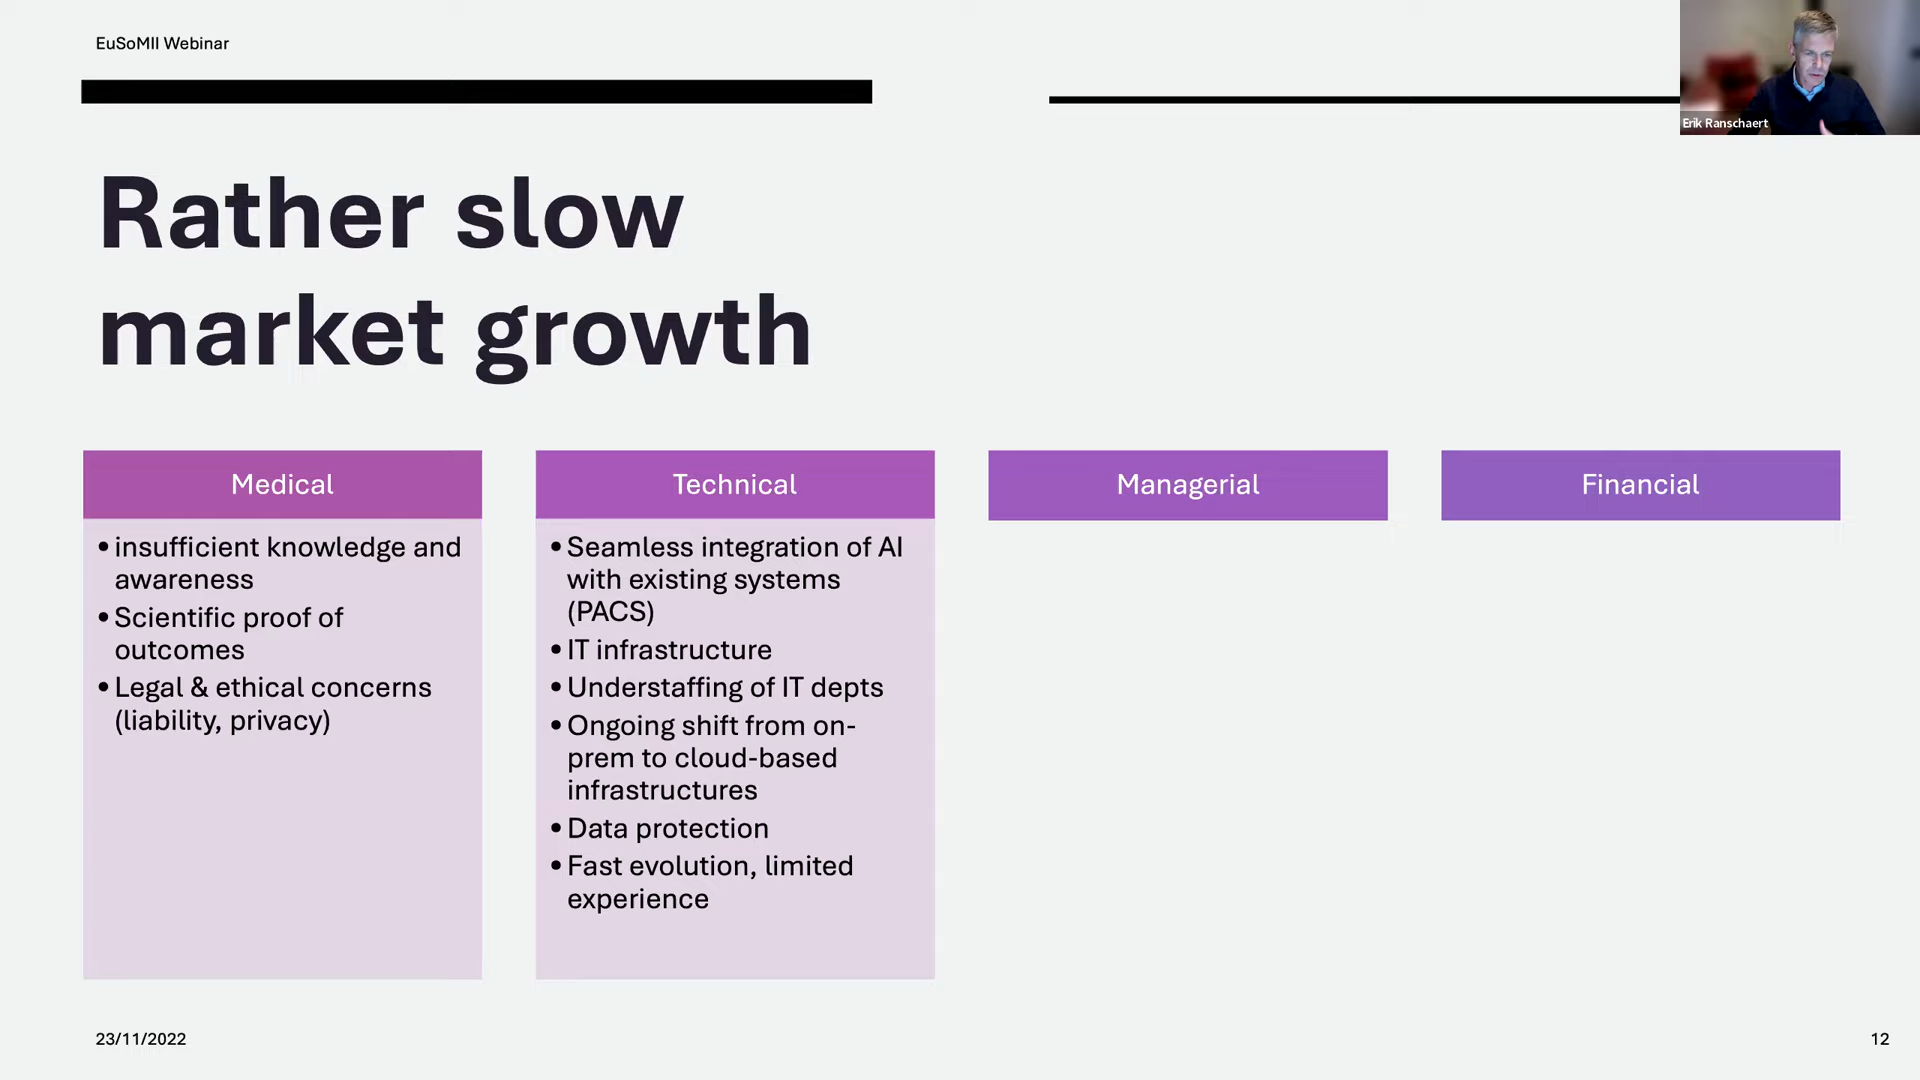 EuSoMII Webinar
Erik Ranschaert
Rather slow
market growth
Medical
• insufficient knowledge and
awareness
• Scientific proof of
outcomes
• Legal & ethical concerns
(liability, privacy)
Technical
• Seamless integration of AI
with existing systems
(PACS)
• IT infrastructure
• Understaffing of IT depts
• Ongoing shift from on-
prem to cloud-based
infrastructures
• Data protection
• Fast evolution, limited
experience
Managerial
Financial
23/11/2022
12